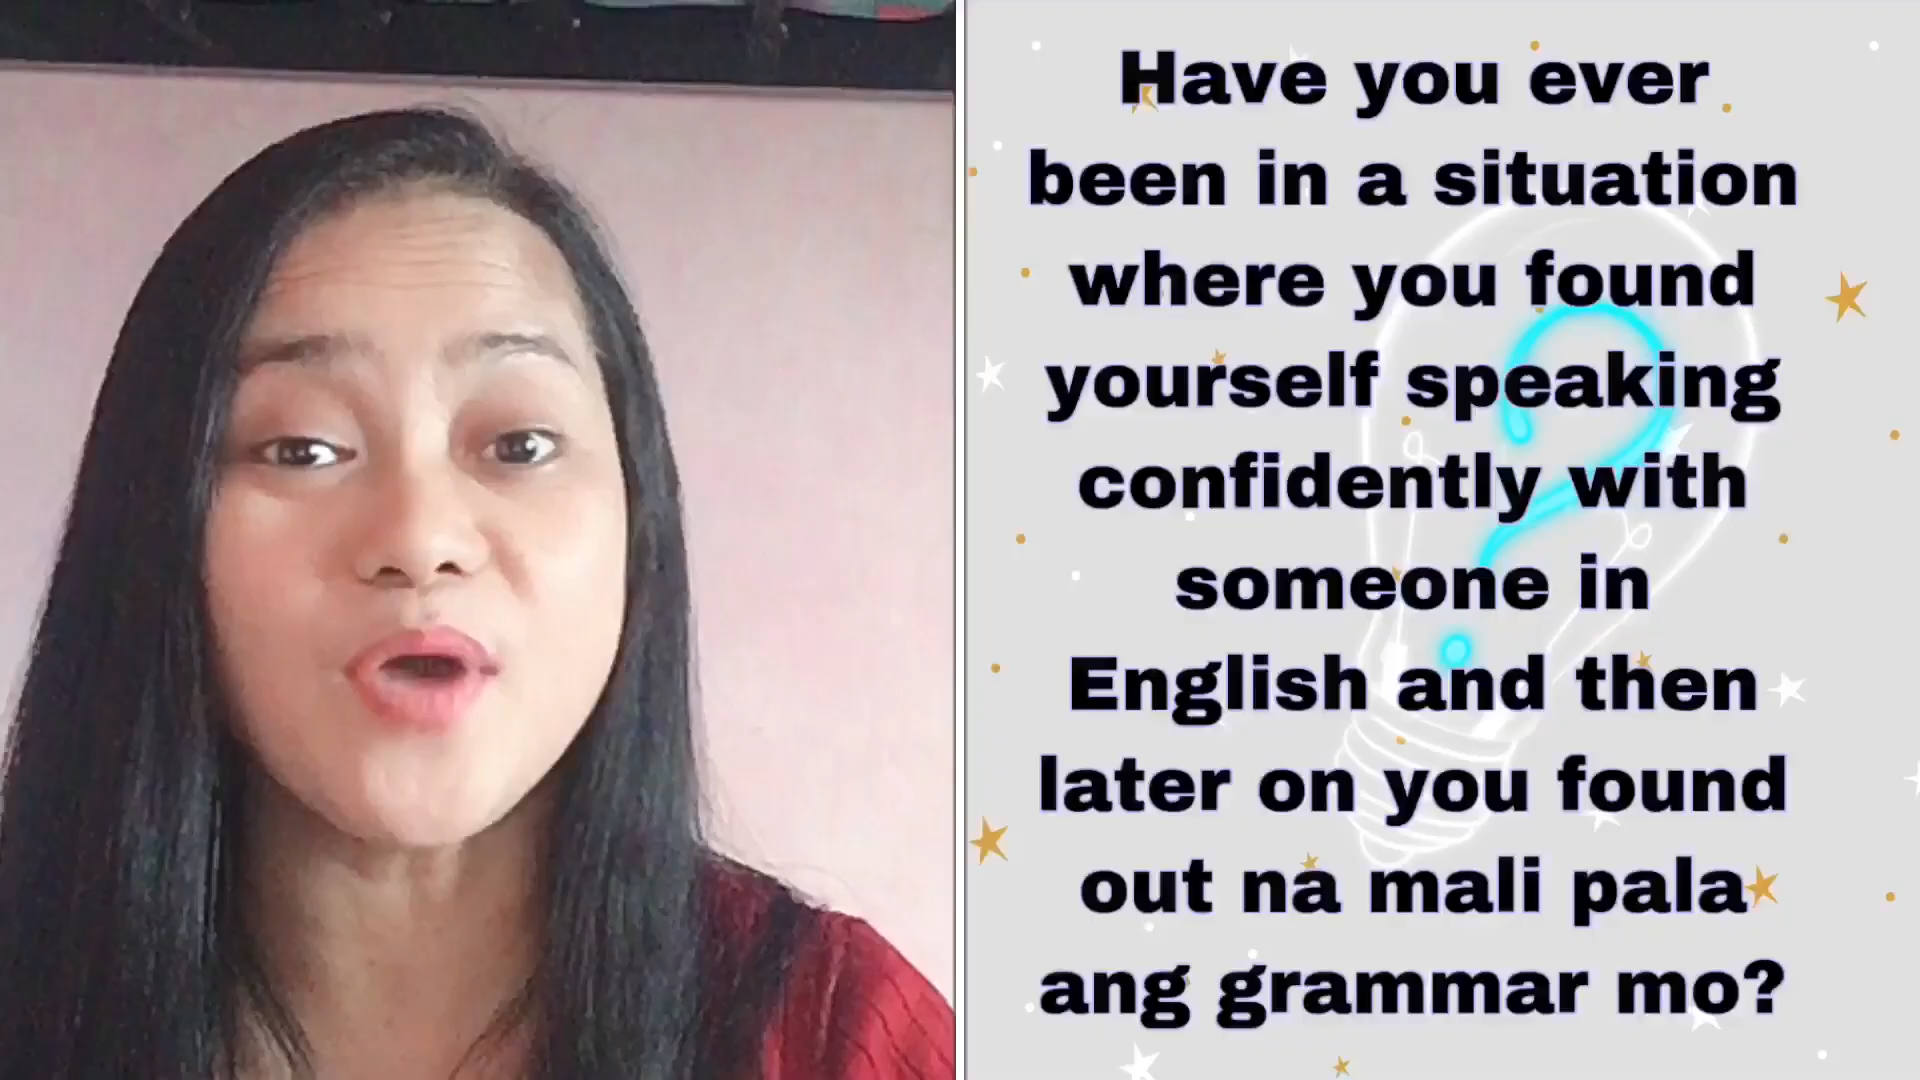 Have you ever
been in a situation
where you found
yourself speaking
confidently with
someone in
English and then
later on you found
out na mali pala
ang grammar mo?